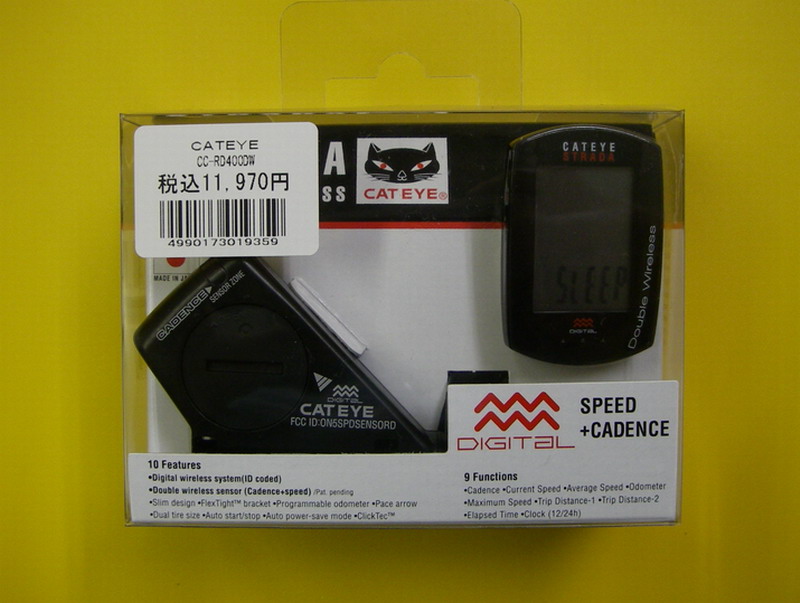 CATEYE
CC-RD400DW
税込11,970円
4990173019359
A
SS
CATEYE®
MADE IN
CATEYE
STRADA
SLEEP
DIGITAL
Double Wireless
CADENCE
SENSOR ZONE
DIGITAL
CATEYE
FCC ID:ON5SPDSENSORD
DIGITAL
SPEED
+CADENCE
10 Features
•Digital wireless system(ID coded)
•Double wireless sensor (Cadence+speed) /Pat. pending
•Slim design •FlexTight™ bracket •Programmable odometer •Pace arrow
•Dual tire size •Auto start/stop •Auto power-save mode •ClickTec™
9 Functions
•Cadence •Current Speed •Average Speed •Odometer
•Maximum Speed •Trip Distance-1 •Trip Distance-2
•Elapsed Time •Clock (12/24h)